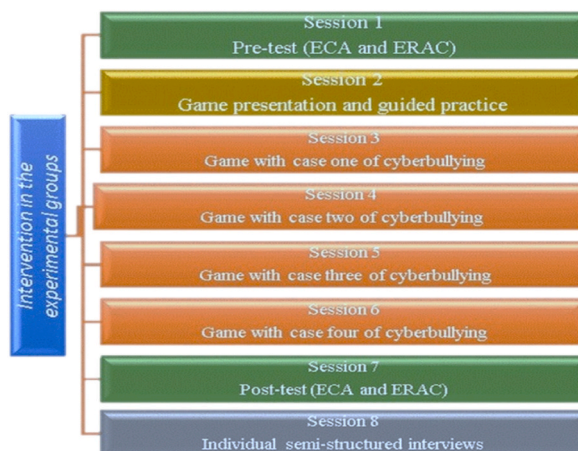 Intervention in the
experimental groups
Session 1
Pre-test (ECA and ERAC)
Session 2
Game presentation and guided practice
Session 3
Game with case one of cyberbullying
Session 4
Game with case two of cyberbullying
Session 5
Game with case three of cyberbullying
Session 6
Game with case four of cyberbullying
Session 7
Post-test (ECA and ERAC)
Session 8
Individual semi-structured interviews